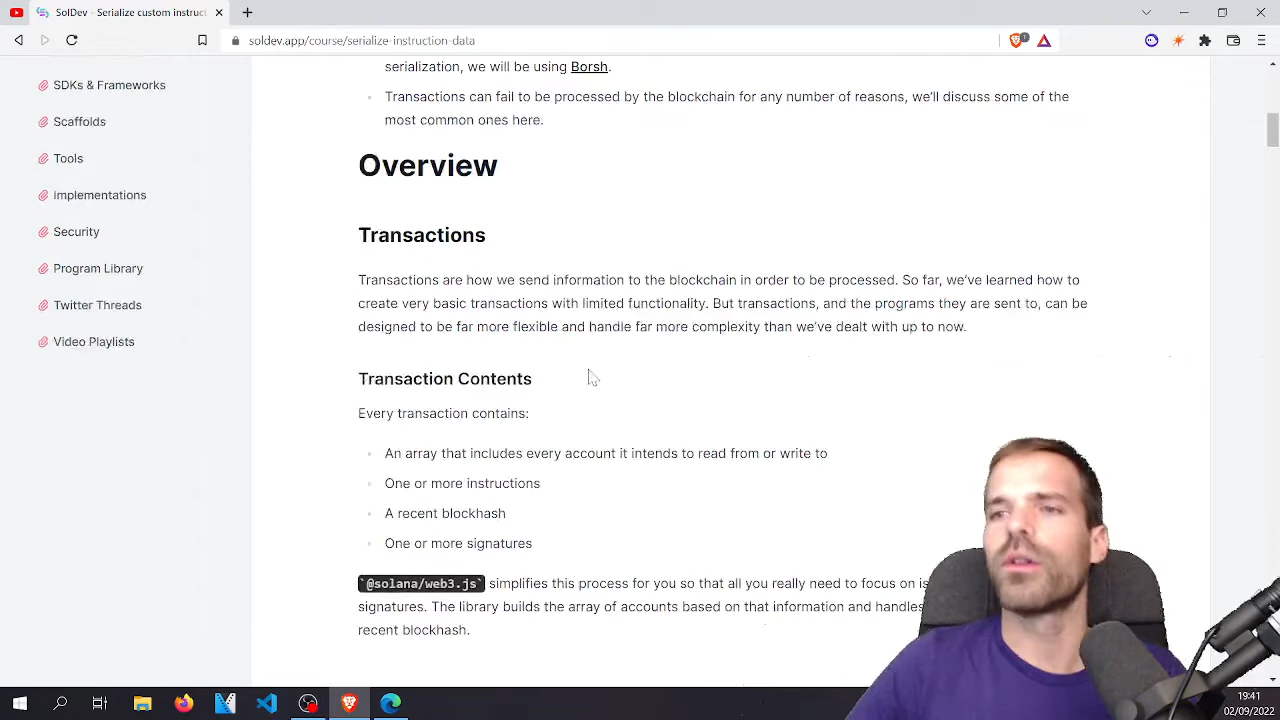 SolDev - Serialize custom instruct
soldev.app/course/serialize-instruction-data
1
SDKs & Frameworks
Scaffolds
Tools
Implementations
Security
Program Library
Twitter Threads
Video Playlists
serialization, we will be using Borsh.
Transactions can fail to be processed by the blockchain for any number of reasons, we'll discuss some of the
most common ones here.
Overview
Transactions
Transactions are how we send information to the blockchain in order to be processed. So far, we've learned how to
create very basic transactions with limited functionality. But transactions, and the programs they are sent to, can be
designed to be far more flexible and handle far more complexity than we've dealt with up to now.
Transaction Contents
Every transaction contains:
An array that includes every account it intends to read from or write to
One or more instructions
A recent blockhash
One or more signatures
`@solana/web3.js` simplifies this process for you so that all you really need to focus on is
signatures. The library builds the array of accounts based on that information and handles
recent blockhash.
19:41
02/09/2022